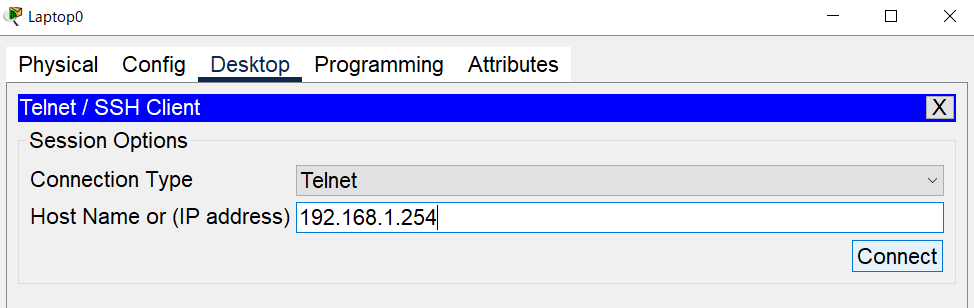 Laptop0
Physical Config Desktop Programming Attributes
Telnet / SSH Client X
Session Options
Connection Type Telnet
Host Name or (IP address) 192.168.1.254
Connect